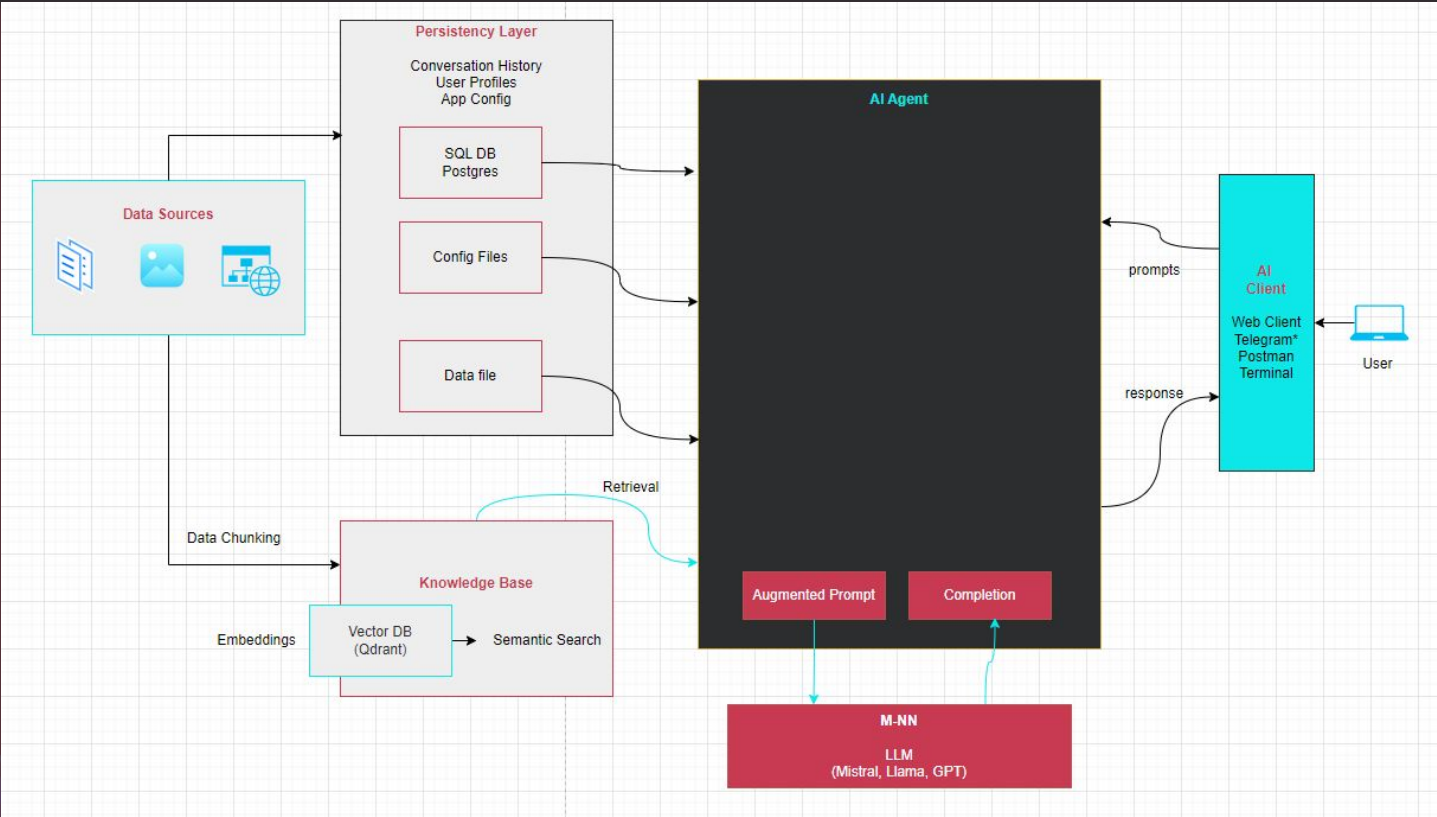 Persistency Layer
Conversation History
User Profiles
App Config
SQL DB
Postgres
Config Files
Data file
Data Sources
Data Chunking
Retrieval
Knowledge Base
Embeddings
Vector DB
(Qdrant)
Semantic Search
AI Agent
Augmented Prompt
Completion
M-NN
LLM
(Mistral, Llama, GPT)
prompts
response
AI
Client
Web Client
Telegram*
Postman
Terminal
User